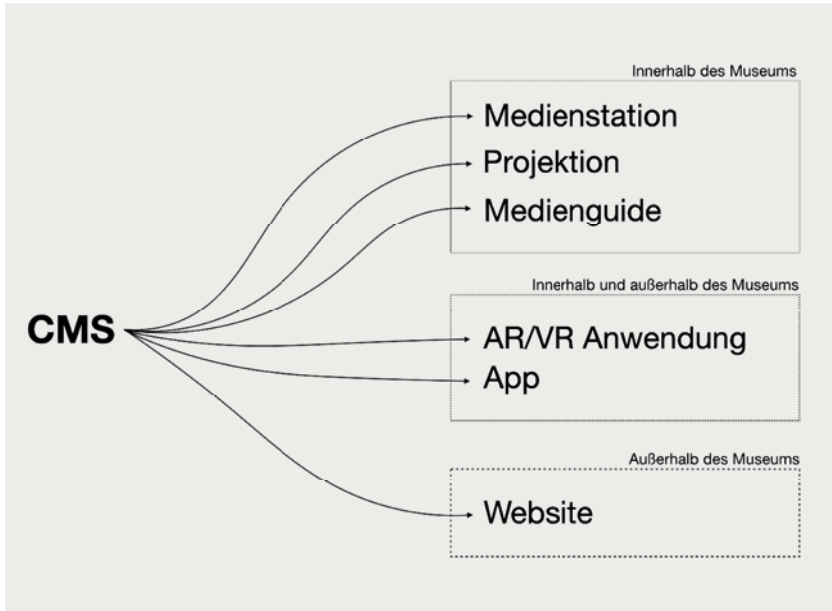 Innerhalb des Museums
Medienstation
Projektion
Medienguide
Innerhalb und außerhalb des Museums
CMS
AR/VR Anwendung
App
Außerhalb des Museums
Website